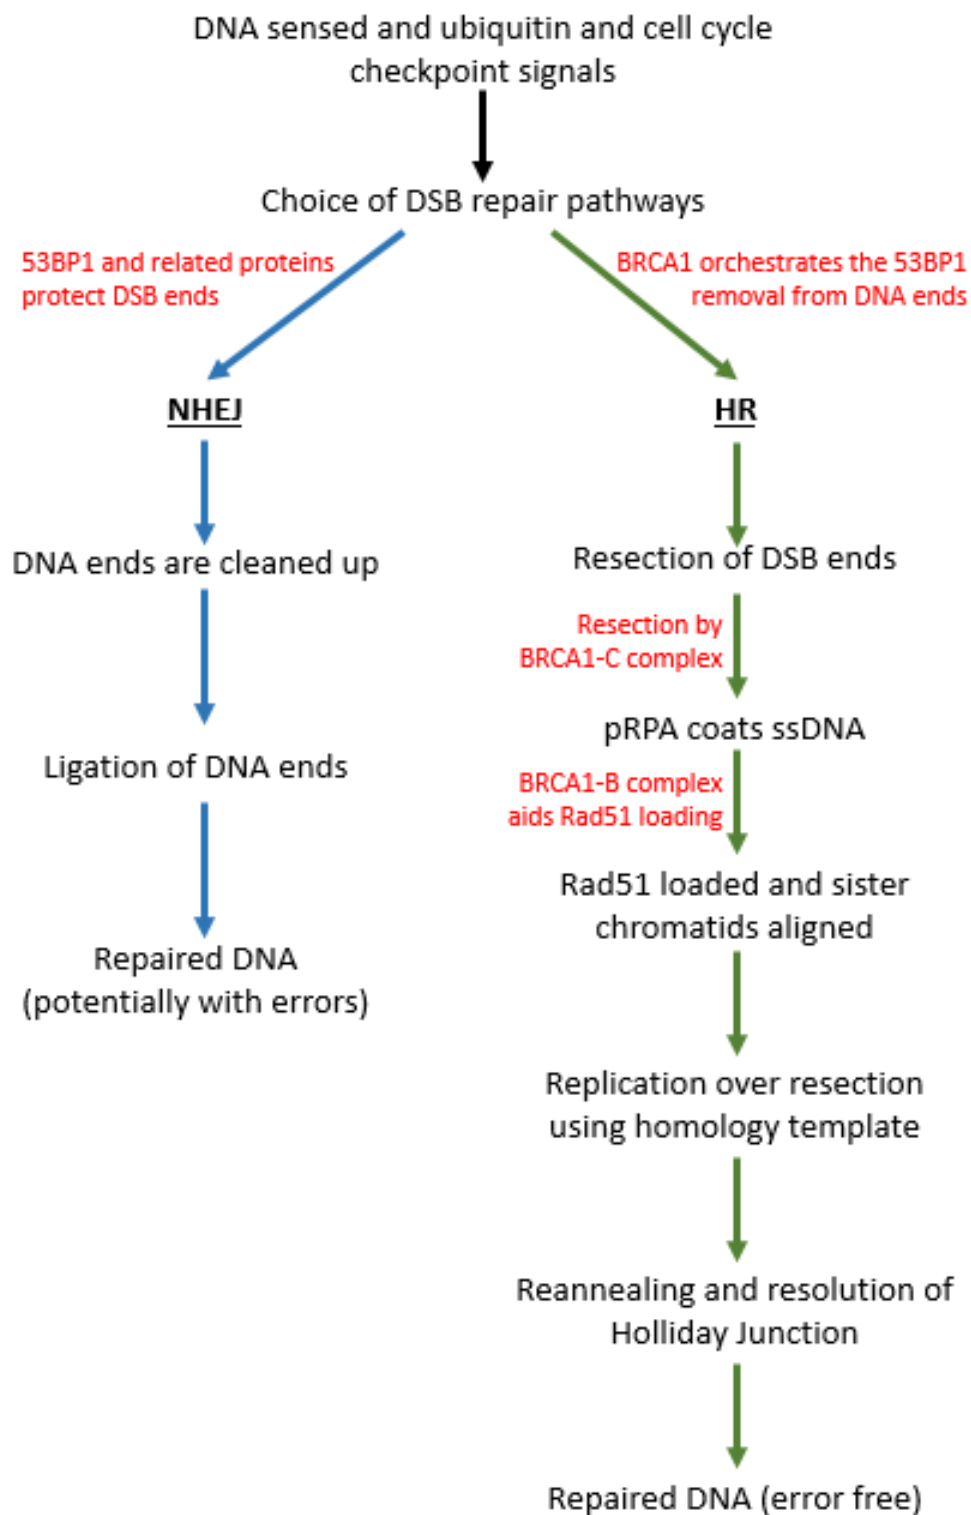 DNA sensed and ubiquitin and cell cycle
checkpoint signals
Choice of DSB repair pathways
53BP1 and related proteins
protect DSB ends
BRCA1 orchestrates the 53BP1
removal from DNA ends
NHEJ
HR
DNA ends are cleaned up
Resection of DSB ends
Resection by
BRCA1-C complex
pRPA coats ssDNA
Ligation of DNA ends
BRCA1-B complex
aids Rad51 loading
Rad51 loaded and sister
chromatids aligned
Repaired DNA
(potentially with errors)
Replication over resection
using homology template
Reannealing and resolution of
Holliday Junction
Repaired DNA (error free)